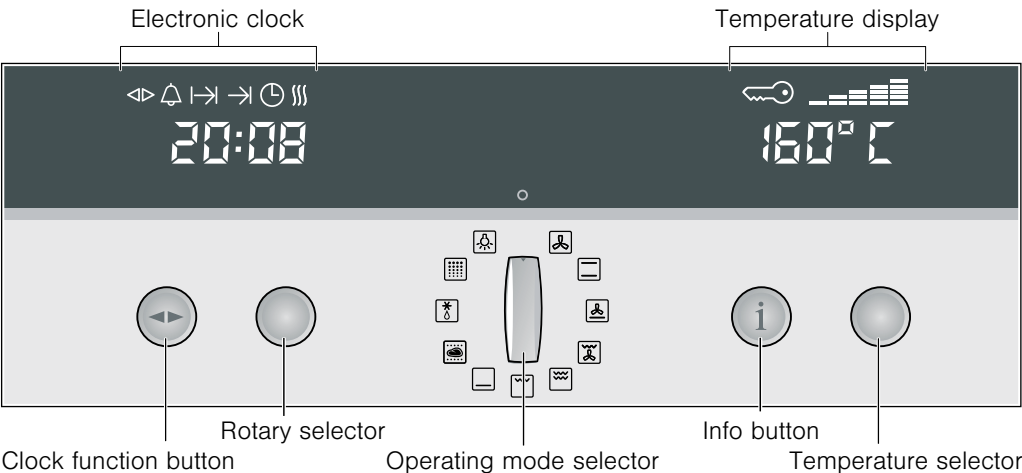 Electronic clock
Temperature display
20:08
160° C
i
Rotary selector
Info button
Clock function button
Operating mode selector
Temperature selector